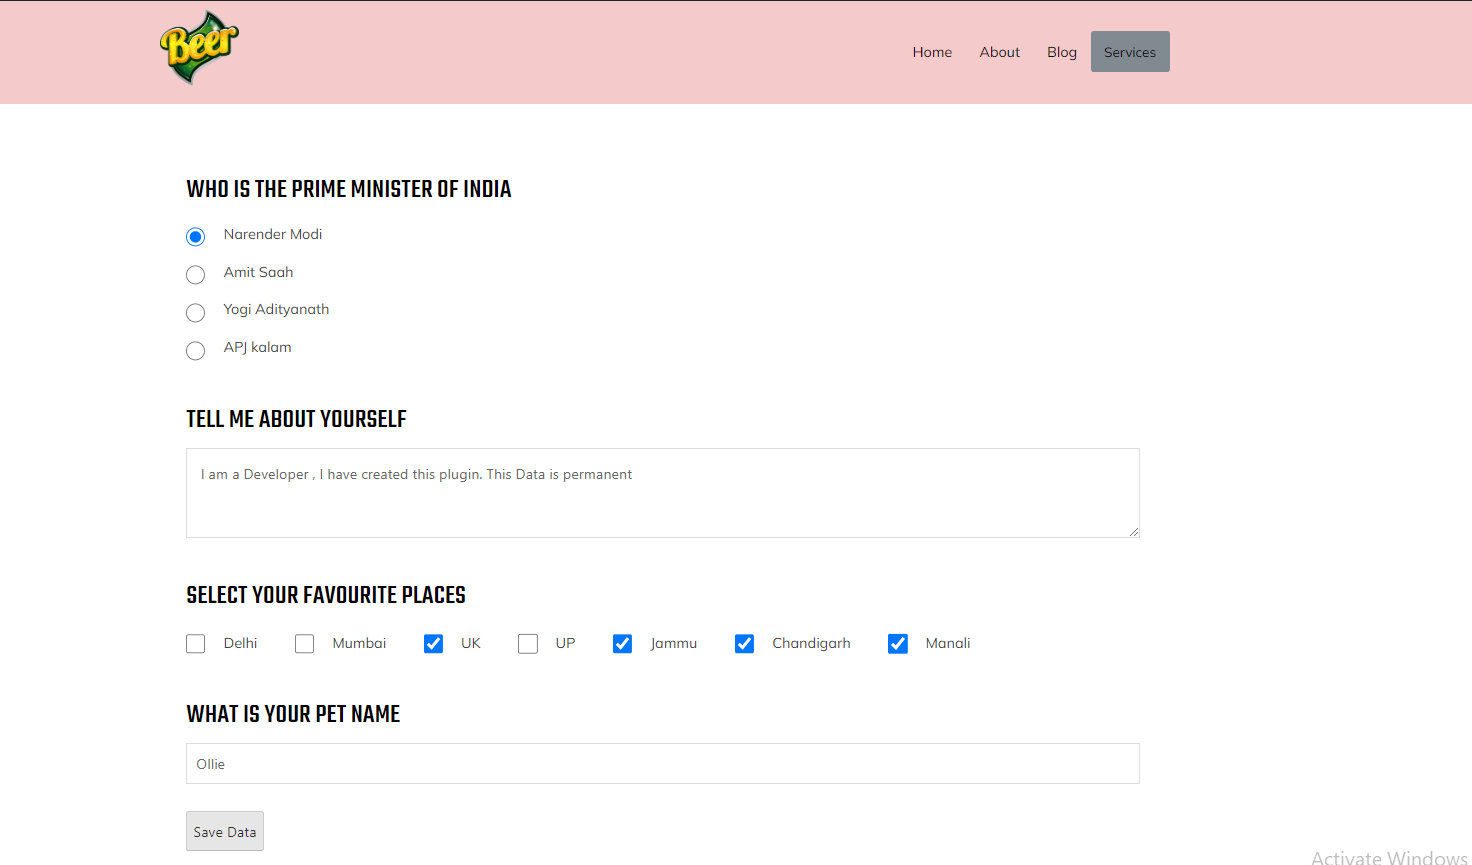 Beer
Home About Blog Services
WHO IS THE PRIME MINISTER OF INDIA
Narender Modi
Amit Saah
Yogi Adityanath
APJ kalam
TELL ME ABOUT YOURSELF
I am a Developer , I have created this plugin. This Data is permanent
SELECT YOUR FAVOURITE PLACES
Delhi Mumbai UK UP Jammu Chandigarh Manali
WHAT IS YOUR PET NAME
Ollie
Save Data
Activate Windows